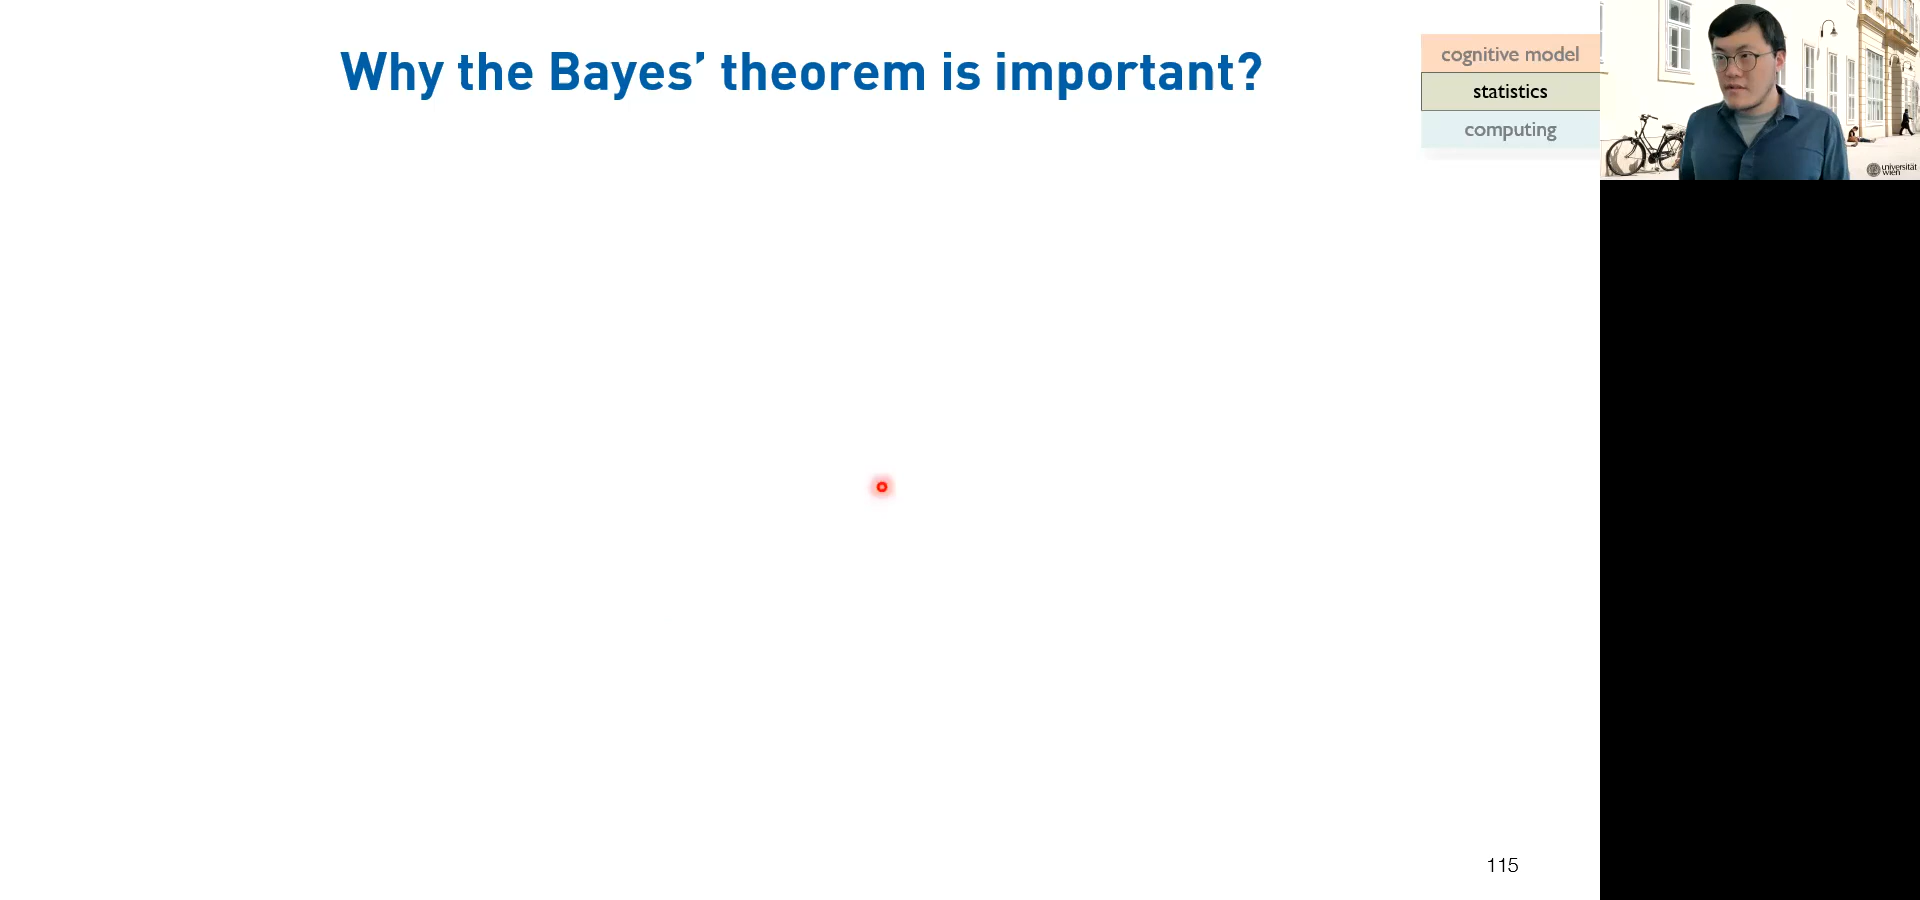 Why the Bayes’ theorem is important?
cognitive model
statistics
computing
universität
wien
115